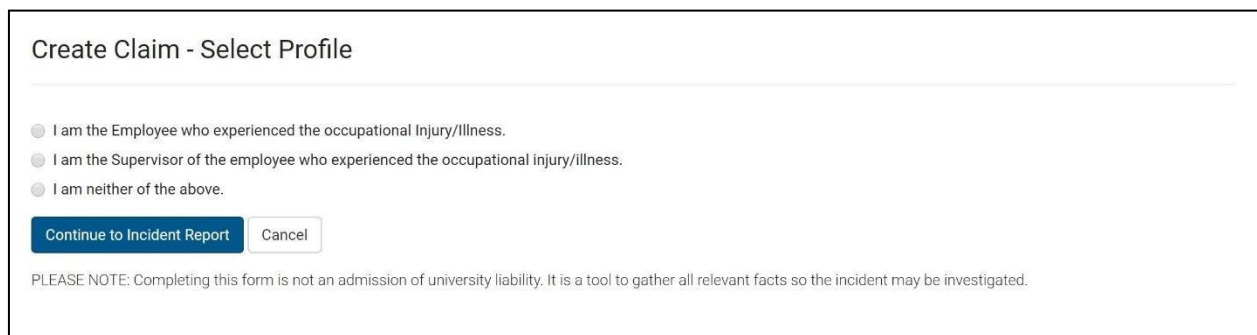 Create Claim - Select Profile
I am the Employee who experienced the occupational Injury/Illness.
I am the Supervisor of the employee who experienced the occupational injury/illness.
I am neither of the above.
Continue to Incident Report Cancel
PLEASE NOTE: Completing this form is not an admission of university liability. It is a tool to gather all relevant facts so the incident may be investigated.